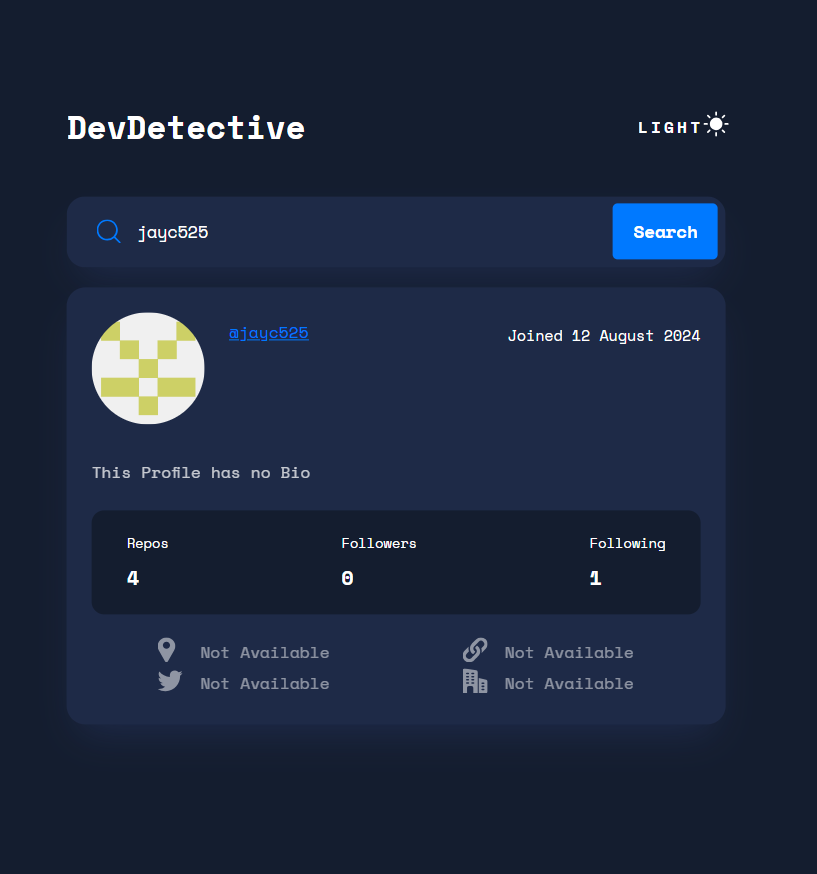 DevDetective
LIGHT
jayc525
Search
@jayc525
Joined 12 August 2024
This Profile has no Bio
Repos Followers Following
4 0 1
Not Available Not Available
Not Available Not Available